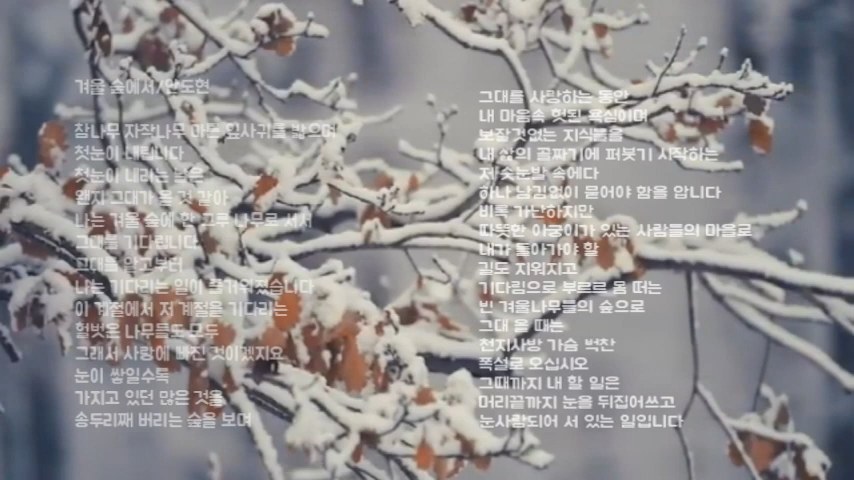 겨울 숲에서/안도현
참나무 자작나무 마른 잎사귀를 밟으며
첫눈이 내립니다
첫눈이 내리는 날은
왠지 그대가 올 것 같아
나는 겨울 숲에 한 그루 나무로 서서
그대를 기다립니다
그대를 알고부터
나는 기다리는 일이 즐거워졌습니다
이 계절에서 저 계절을 기다리는
헐벗은 나무들도 모두
그래서 사랑에 빠진 것이겠지요
눈이 쌓일수록
가지고 있던 많은 것을
송두리째 버리는 숲을 보며
그대를 사랑하는 동안
내 마음속 헛된 욕심이며
보잘것없는 지식들을
내 삶의 골짜기에 퍼붓기 시작하는
저 숫눈발 속에다
하나 남김없이 묻어야 함을 압니다
비록 가난하지만
따뜻한 아궁이가 있는 사람들의 마을로
내가 돌아가야 할
길도 지워지고
기다림으로 부르르 몸 떠는
빈 겨울나무들의 숲으로
그대 올 때는
천지사방 가슴 벅찬
폭설로 오십시오
그때까지 내 할 일은
머리끝까지 눈을 뒤집어쓰고
눈사람되어 서 있는 일입니다